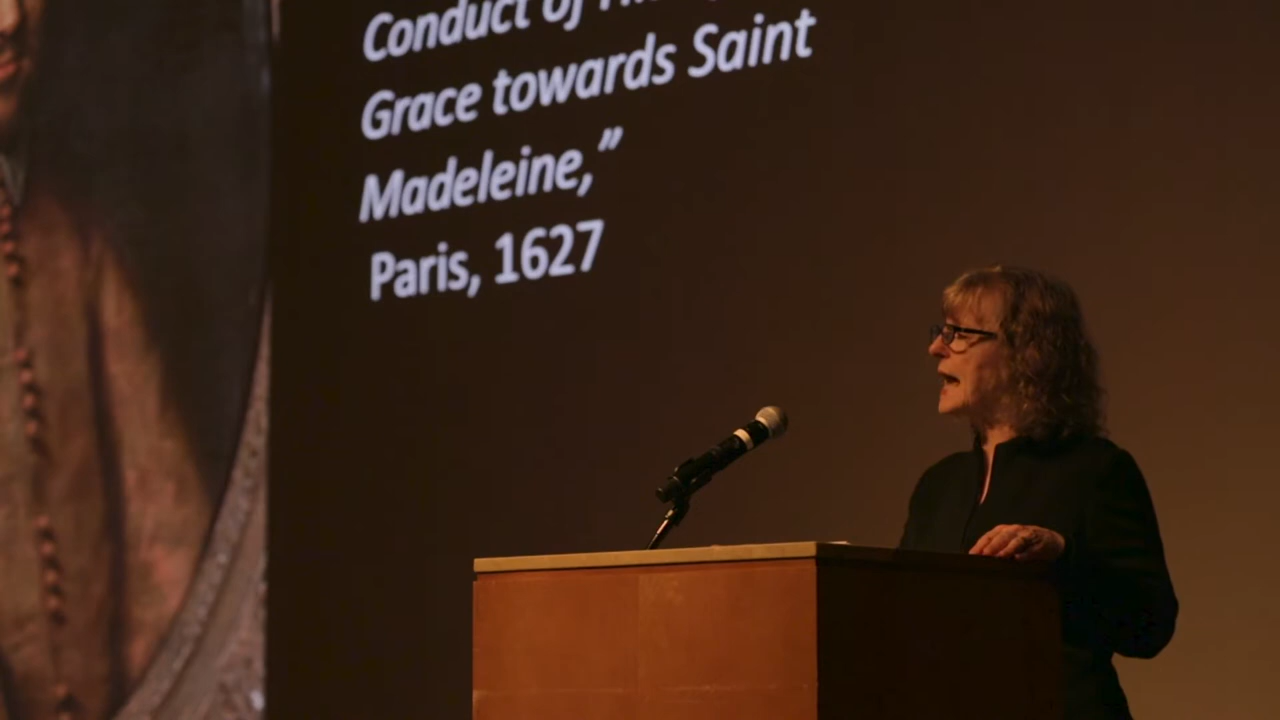 Conduct of
Grace towards Saint
Madeleine,”
Paris, 1627